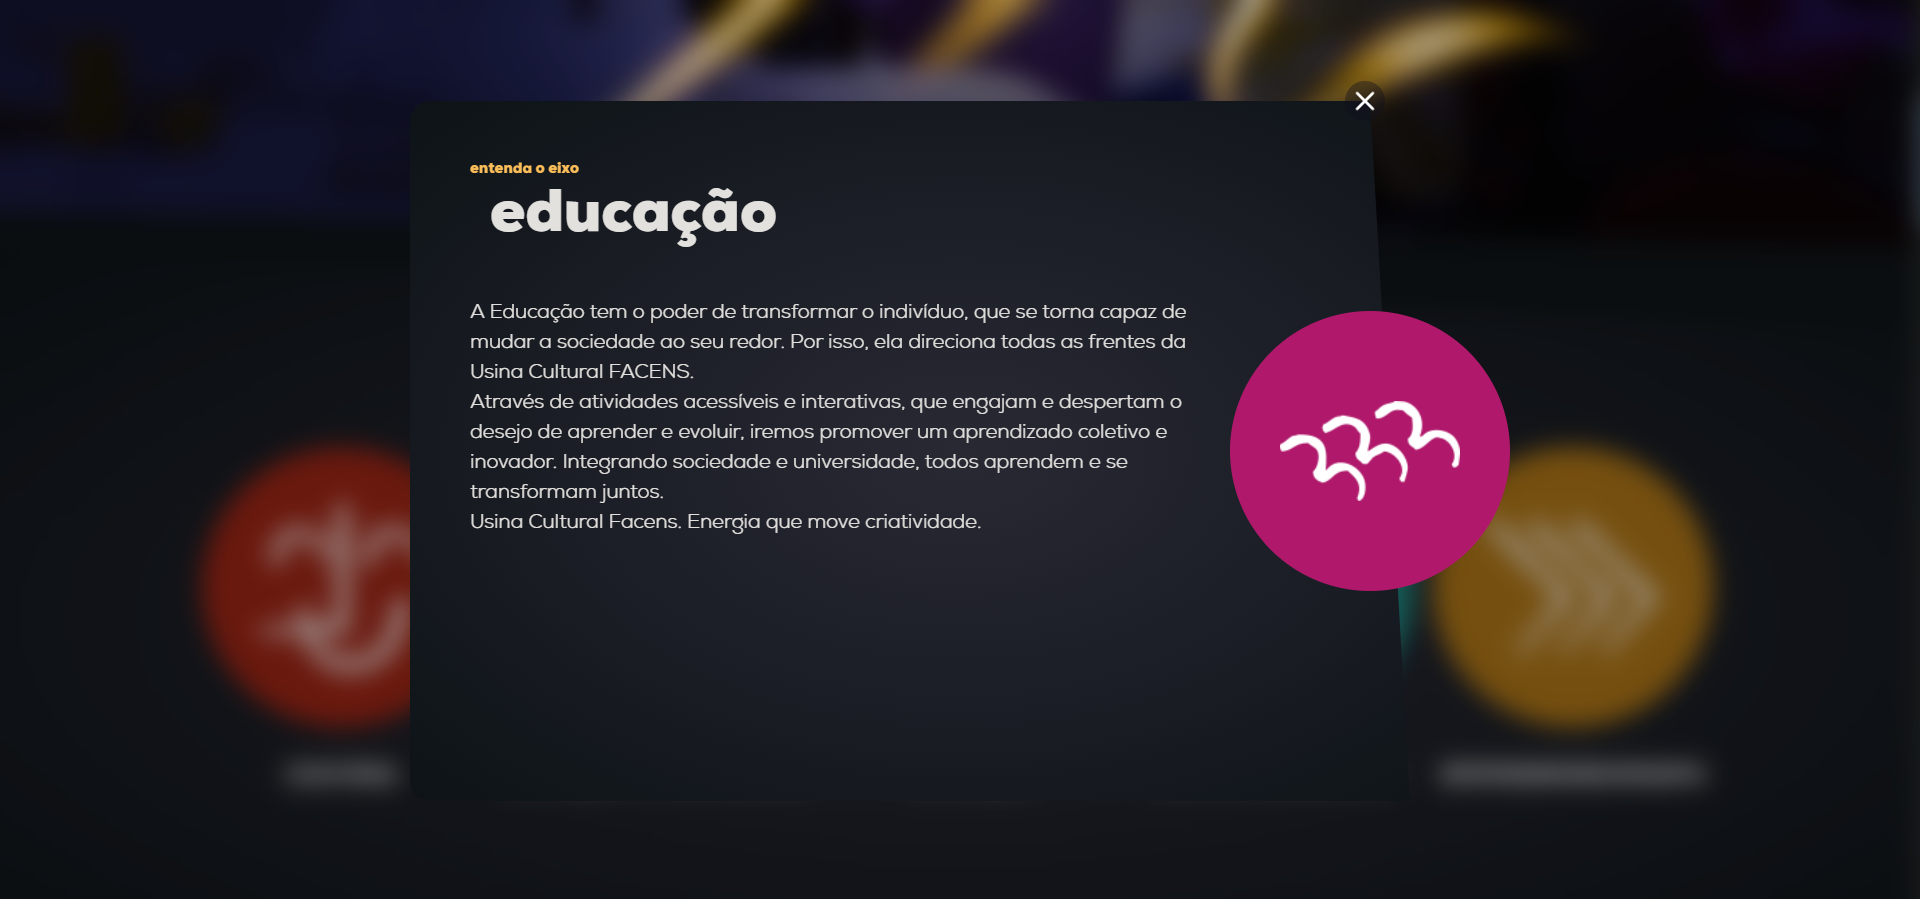 entenda o eixo
educação
A Educação tem o poder de transformar o indivíduo, que se torna capaz de
mudar a sociedade ao seu redor. Por isso, ela direciona todas as frentes da
Usina Cultural FACENS.
Através de atividades acessíveis e interativas, que engajam e despertam o
desejo de aprender e evoluir, iremos promover um aprendizado coletivo e
inovador. Integrando sociedade e universidade, todos aprendem e se
transformam juntos.
Usina Cultural Facens. Energia que move criatividade.